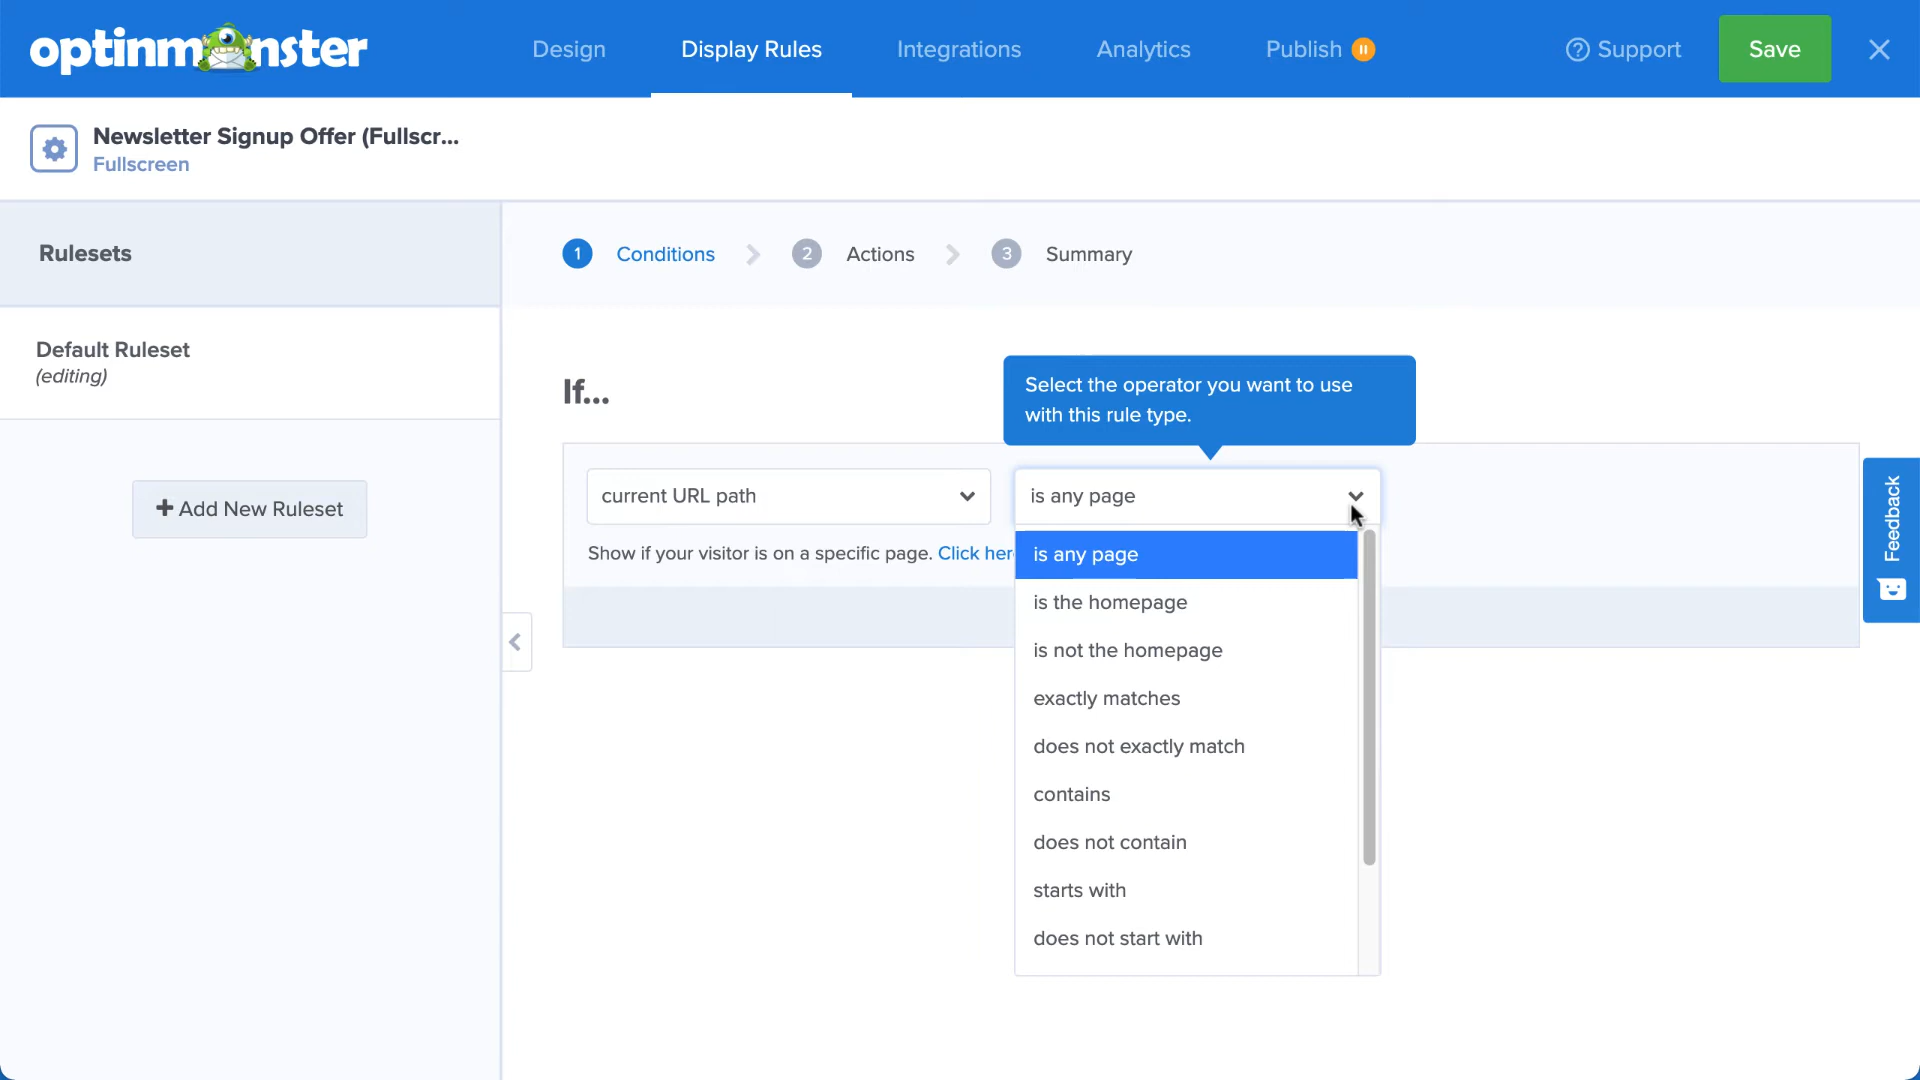 optinmonster
Design
Display Rules
Integrations
Analytics
Publish
Support
Save
Newsletter Signup Offer (Fullscr...
Fullscreen
Rulesets
1 Conditions
2 Actions
3 Summary
Default Ruleset
(editing)
+ Add New Ruleset
If...
Select the operator you want to use
with this rule type.
current URL path
is any page
Show if your visitor is on a specific page. Click her
is any page
is the homepage
is not the homepage
exactly matches
does not exactly match
contains
does not contain
starts with
does not start with
Feedback